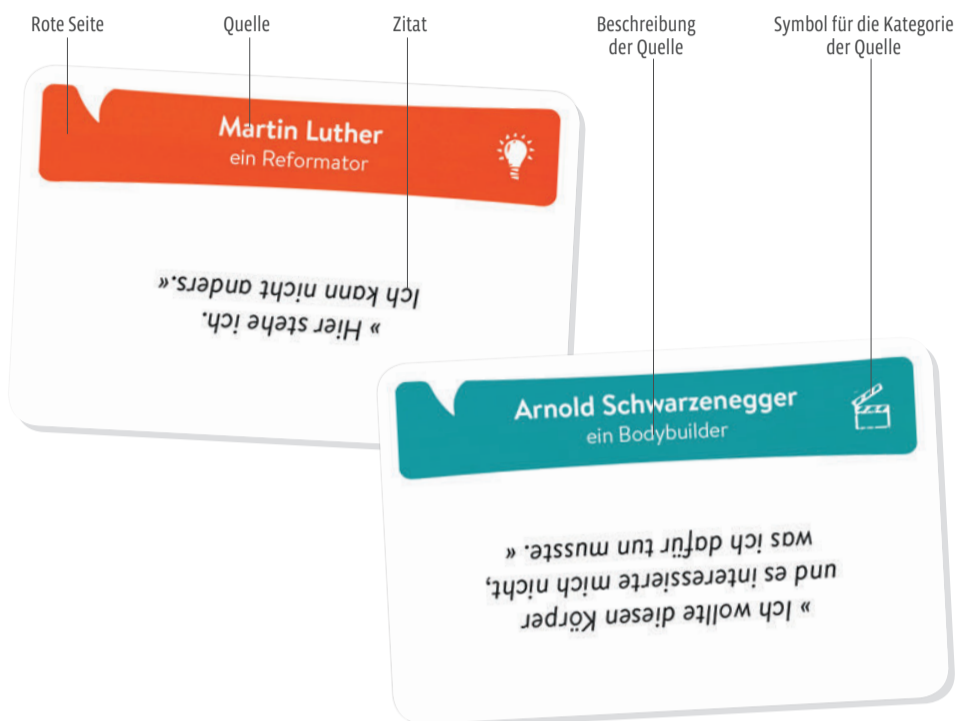 Rote Seite
Quelle
Zitat
Beschreibung
der Quelle
Symbol für die Kategorie
der Quelle
Martin Luther
ein Reformator
» Hier stehe ich.
Ich kann nicht anders.«
Arnold Schwarzenegger
ein Bodybuilder
» Ich wollte diesen Körper
und es interessierte mich nicht,
was ich dafür tun musste. «